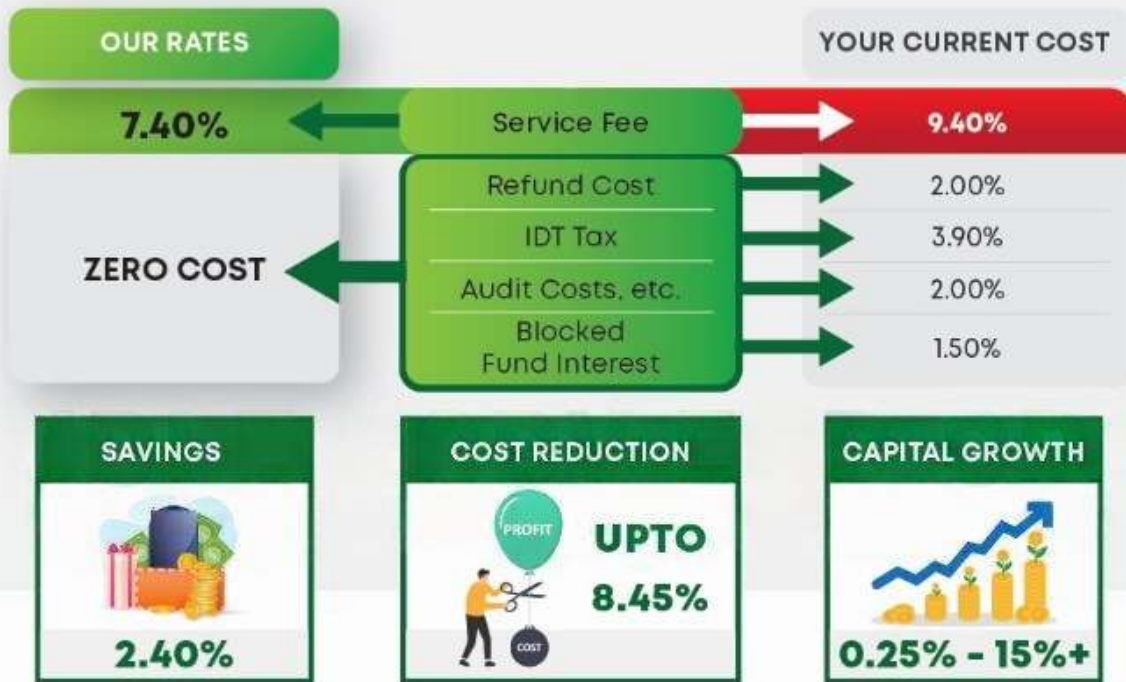 OUR RATES
YOUR CURRENT COST
7.40%
Service Fee
9.40%
Refund Cost
2.00%
IDT Tax
3.90%
ZERO COST
Audit Costs, etc.
2.00%
Blocked
Fund Interest
1.50%
SAVINGS
2.40%
COST REDUCTION
PROFIT
COST
UPTO
8.45%
CAPITAL GROWTH
0.25% - 15%+